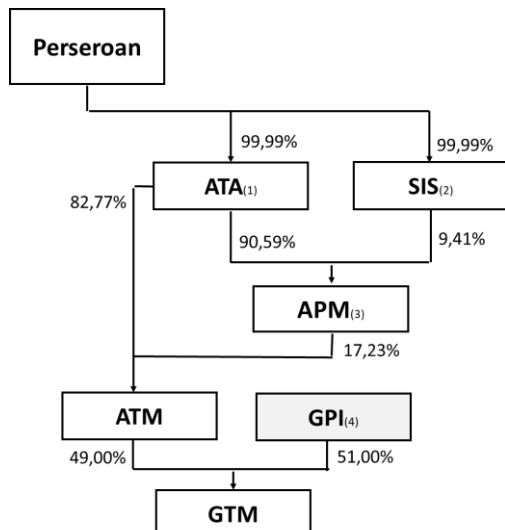 Perseroan
99,99%
99,99%
ATA(1)
SIS(2)
82,77%
90,59%
9,41%
APM(3)
17,23%
ATM
GPI(4)
49,00%
51,00%
GTM